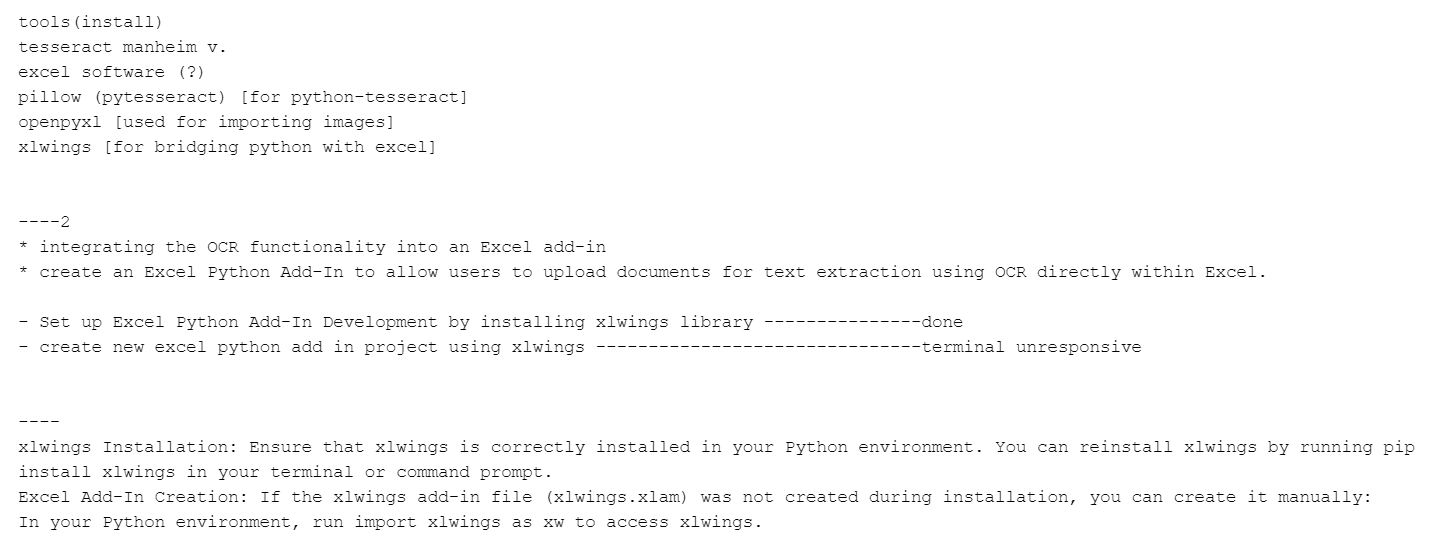 tools(install)
tesseract manheim v.
excel software (?)
pillow (pytesseract) [for python-tesseract]
openpyxl [used for importing images]
xlwings [for bridging python with excel]
----2
* integrating the OCR functionality into an Excel add-in
* create an Excel Python Add-In to allow users to upload documents for text extraction using OCR directly within Excel.
- Set up Excel Python Add-In Development by installing xlwings library ---------------done
- create new excel python add in project using xlwings -------------------------------terminal unresponsive
----
xlwings Installation: Ensure that xlwings is correctly installed in your Python environment. You can reinstall xlwings by running pip
install xlwings in your terminal or command prompt.
Excel Add-In Creation: If the xlwings add-in file (xlwings.xlam) was not created during installation, you can create it manually:
In your Python environment, run import xlwings as xw to access xlwings.